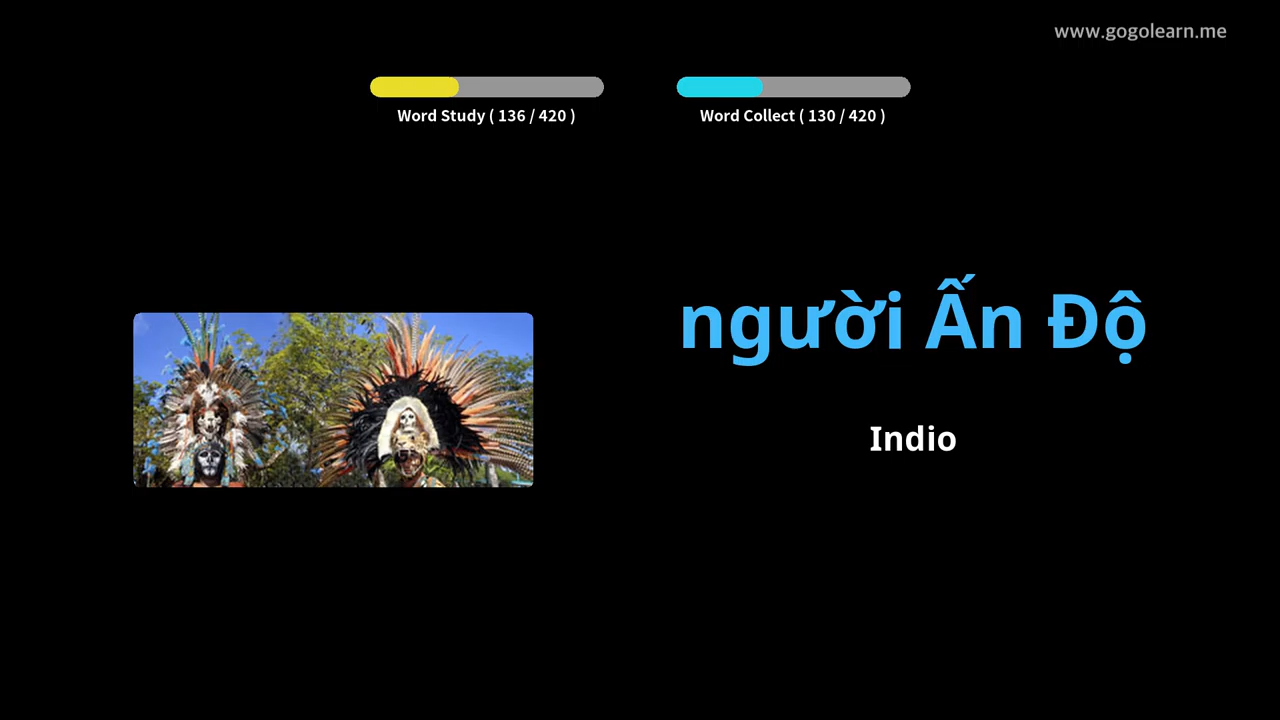 www.gogolearn.me
Word Study ( 136 / 420 )
Word Collect ( 130 / 420 )
người Ấn Độ
Indio